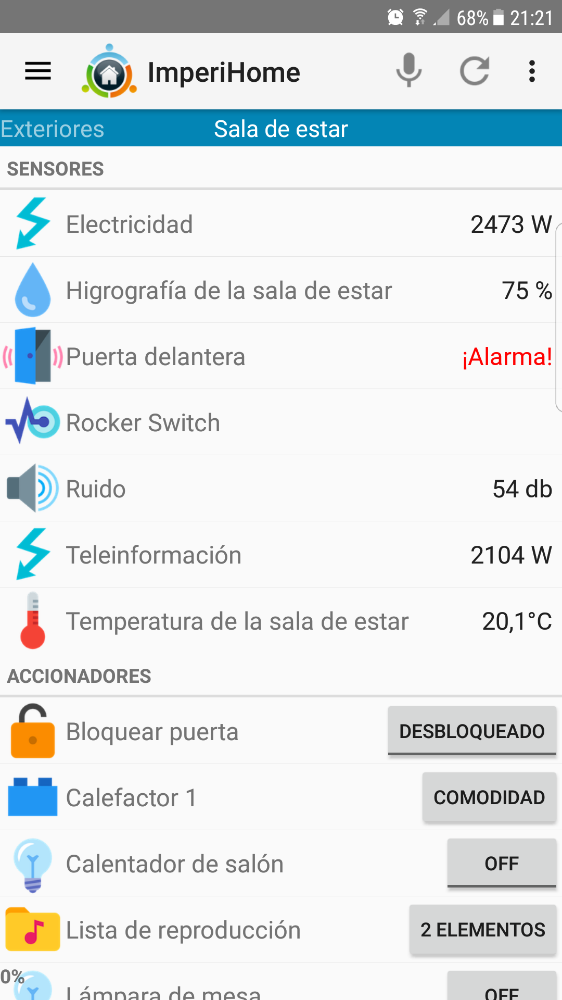 68% 21:21
ImperiHome
Exteriores Sala de estar
SENSORES
Electricidad 2473 W
Higrografía de la sala de estar 75 %
Puerta delantera ¡Alarma!
Rocker Switch
Ruido 54 db
Teleinformación 2104 W
Temperatura de la sala de estar 20,1°C
ACCIONADORES
Bloquear puerta DESBLOQUEADO
Calefactor 1 COMODIDAD
Calentador de salón OFF
Lista de reproducción 2 ELEMENTOS
0%
Lámpara de mesa OFF